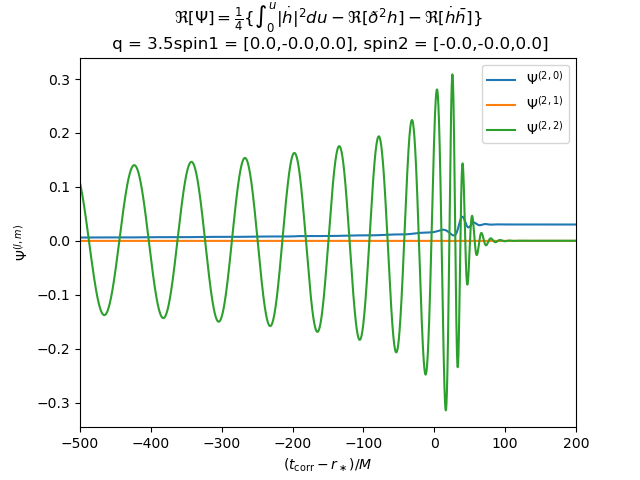 ℜ[Ψ] = ¼{∫₀ᵘ|ḣ|²du − ℜ[ð²h] − ℜ[ḣh̄]}
q = 3.5spin1 = [0.0,-0.0,0.0], spin2 = [-0.0,-0.0,0.0]
Ψ^(2,0)
Ψ^(2,1)
Ψ^(2,2)
Ψ^(l,m)
0.3
0.2
0.1
0.0
−0.1
−0.2
−0.3
−500 −400 −300 −200 −100 0 100 200
(t_corr − r_*)/M